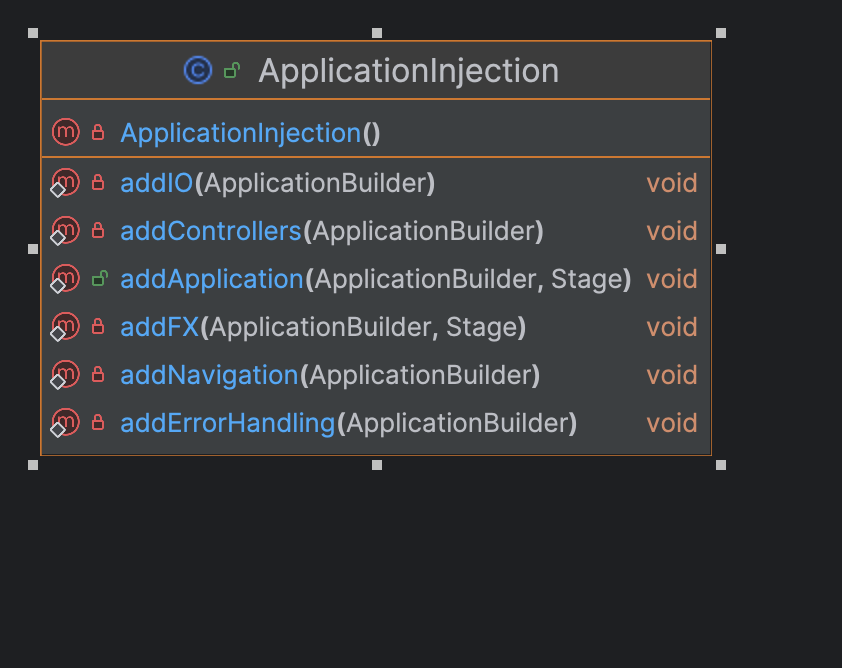 ApplicationInjection
ApplicationInjection()
addIO(ApplicationBuilder) void
addControllers(ApplicationBuilder) void
addApplication(ApplicationBuilder, Stage) void
addFX(ApplicationBuilder, Stage) void
addNavigation(ApplicationBuilder) void
addErrorHandling(ApplicationBuilder) void